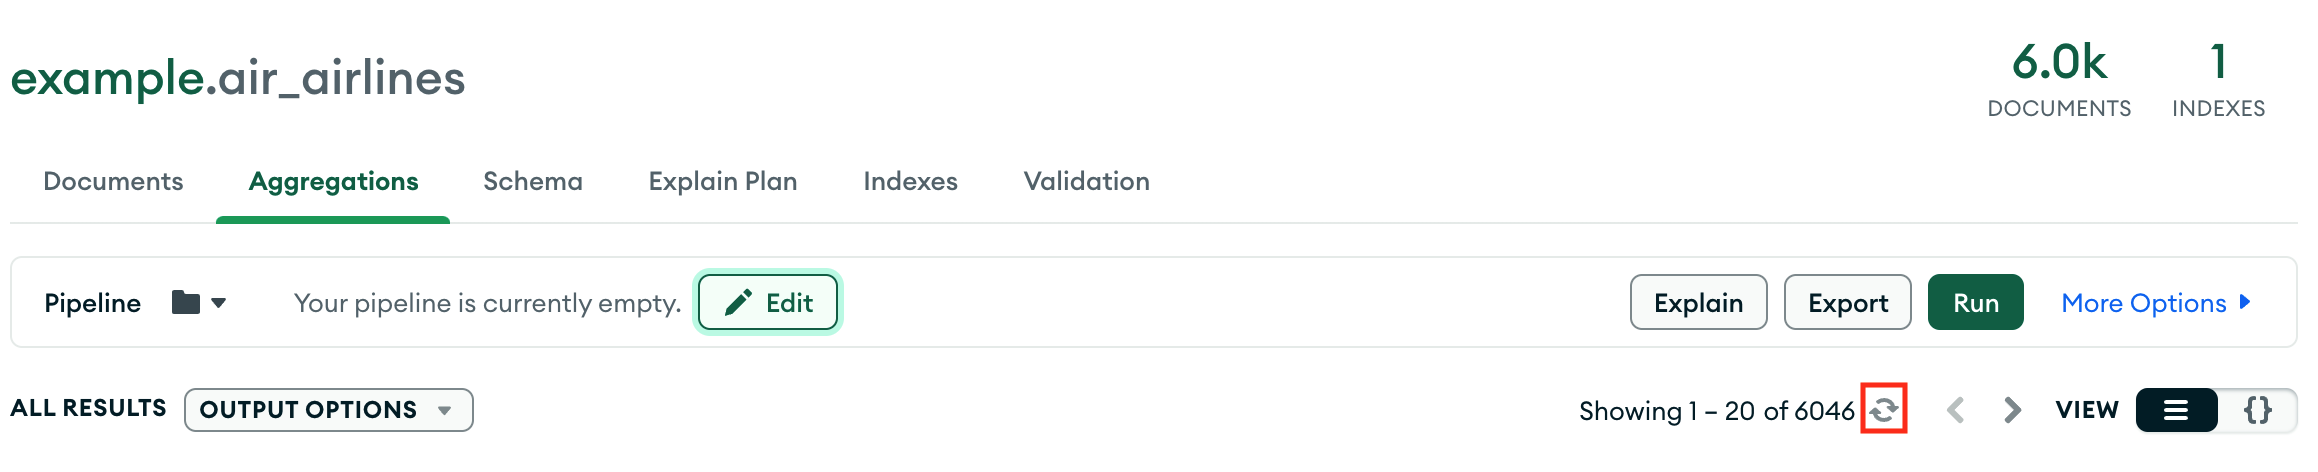 example.air_airlines
6.0k
DOCUMENTS
1
INDEXES
Documents Aggregations Schema Explain Plan Indexes Validation
Pipeline Your pipeline is currently empty. Edit Explain Export Run More Options
ALL RESULTS OUTPUT OPTIONS Showing 1 – 20 of 6046 VIEW {}